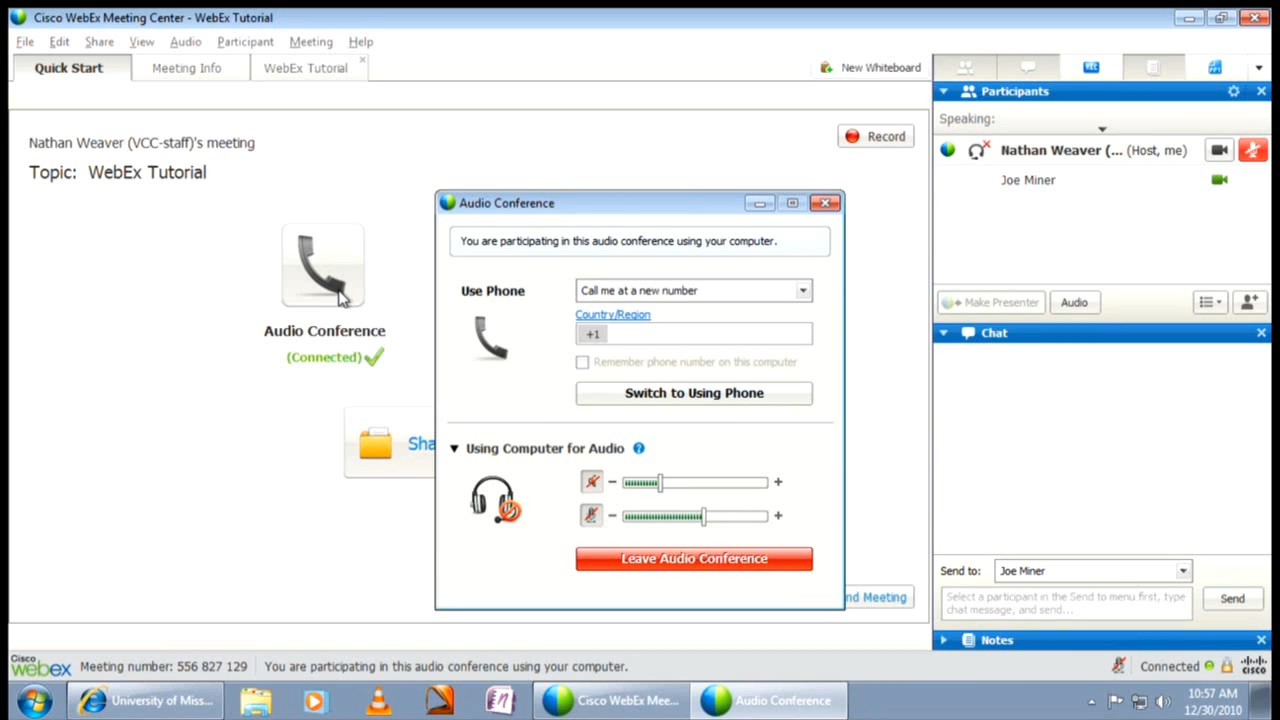 Cisco WebEx Meeting Center - WebEx Tutorial
File Edit Share View Audio Participant Meeting Help
Quick Start Meeting Info WebEx Tutorial New Whiteboard
Nathan Weaver (VCC-staff)'s meeting
Record
Topic: WebEx Tutorial
Audio Conference
(Connected)
Sha
nd Meeting
Audio Conference
You are participating in this audio conference using your computer.
Use Phone
Call me at a new number
Country/Region
+1
Remember phone number on this computer
Switch to Using Phone
Using Computer for Audio ?
Leave Audio Conference
REC
Participants
Speaking:
Nathan Weaver (... (Host, me)
Joe Miner
Make Presenter Audio
Chat
Send to: Joe Miner
Select a participant in the Send to menu first, type
chat message, and send...
Send
Notes
Cisco
webex Meeting number: 556 827 129 You are participating in this audio conference using your computer.
Connected
CISCO
University of Miss...
Cisco WebEx Mee...
Audio Conference
10:57 AM
12/30/2010